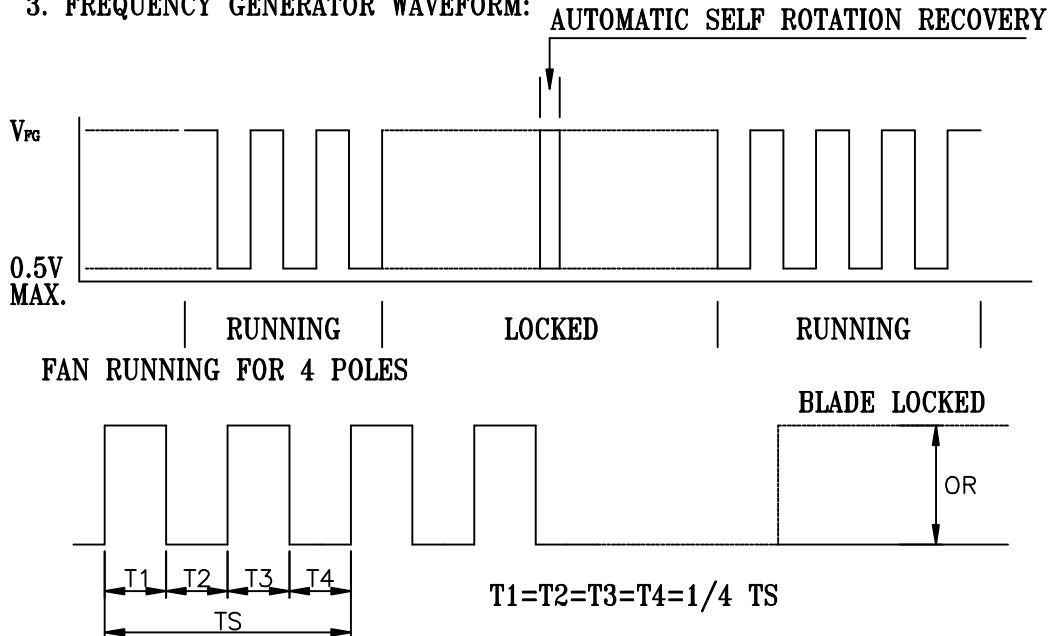 3. FREQUENCY GENERATOR WAVEFORM:
AUTOMATIC SELF ROTATION RECOVERY
VFG
0.5V
MAX.
RUNNING LOCKED RUNNING
FAN RUNNING FOR 4 POLES
BLADE LOCKED
OR
T1 T2 T3 T4
T1=T2=T3=T4=1/4 TS
TS